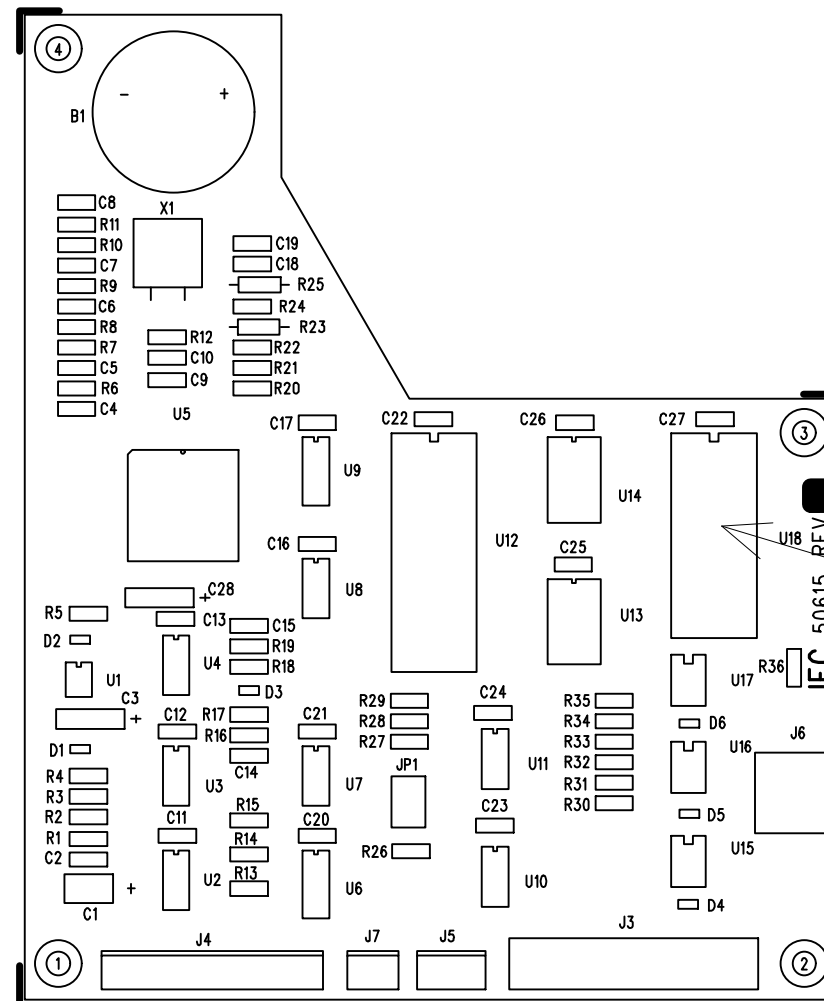 4
- +
B1
C8
X1
R11
R10
C19
C7
C18
R9
R25
C6
R24
R8
R23
R12
R7
R22
C10
C5
R21
C9
R6
R20
C4
U5
C17
C22
C26
C27
3
U9
U14
U12
U18
C16
C25
U8
U13
50615 REV
IEC
+ C28
R5
C13
C15
D2
R19
U4
R18
U1
D3
C3
+
R29
C24
R35
U17
R36
R17
C12
C21
R28
R34
D6
R16
R27
R33
U16
J6
D1
C14
JP1
U11
R32
R4
U3
U7
R31
R3
R15
R30
R2
C11
C20
C23
D5
R1
R14
R26
U15
C2
R13
U2
U6
U10
+
C1
D4
1
J4
J7
J5
J3
2